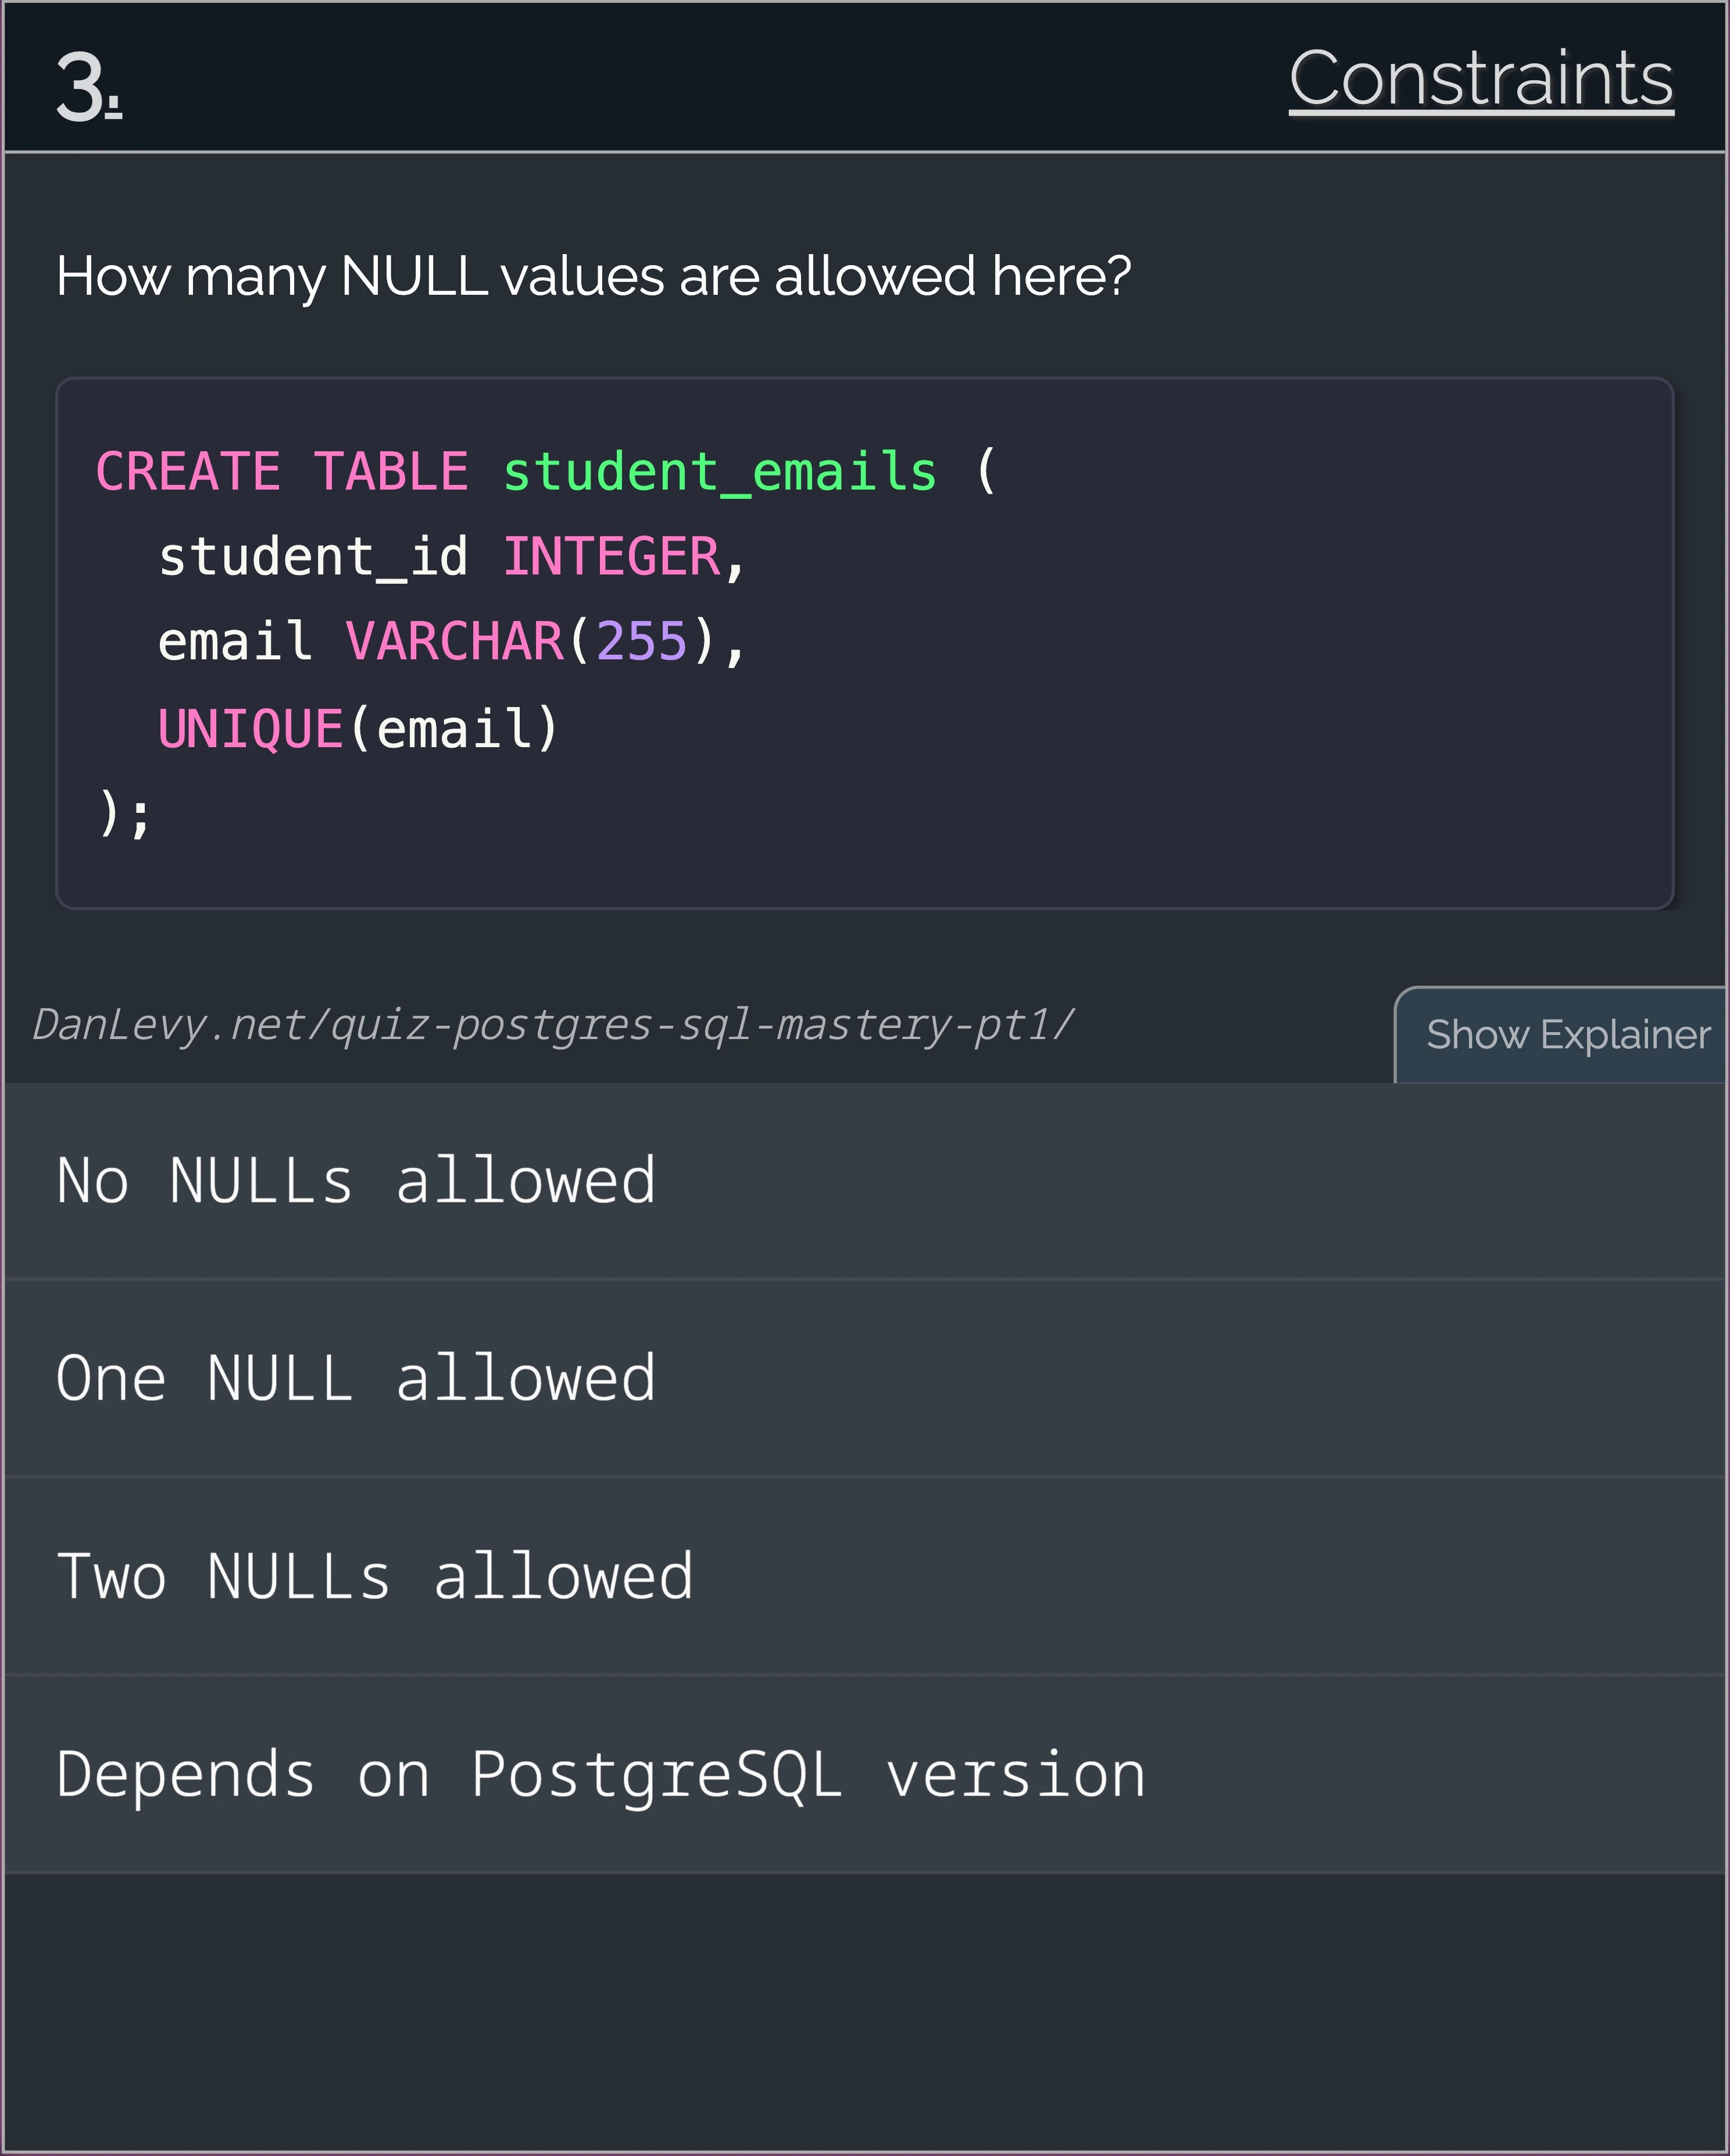 3.
Constraints
How many NULL values are allowed here?
CREATE TABLE student_emails (
  student_id INTEGER,
  email VARCHAR(255),
  UNIQUE(email)
);
DanLevy.net/quiz-postgres-sql-mastery-pt1/
Show Explainer
No NULLs allowed
One NULL allowed
Two NULLs allowed
Depends on PostgreSQL version